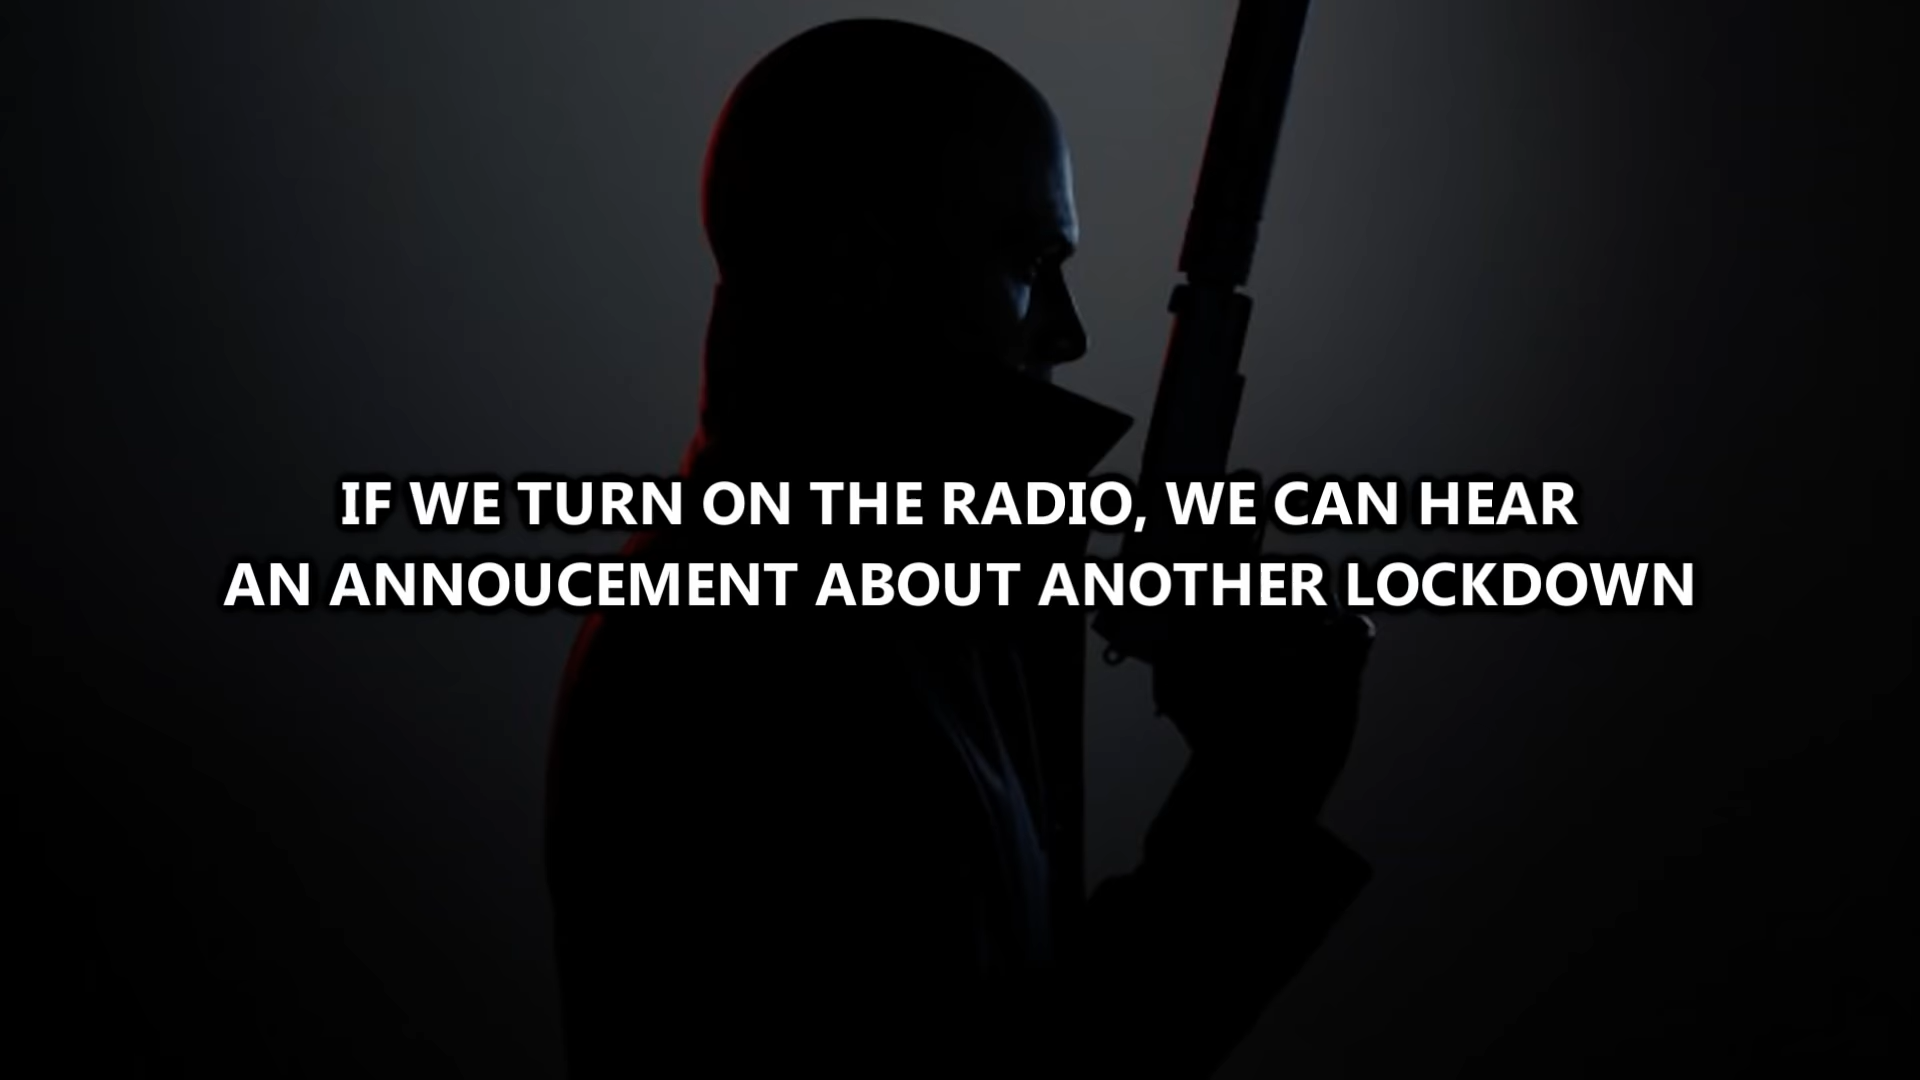 IF WE TURN ON THE RADIO, WE CAN HEAR
AN ANNOUCEMENT ABOUT ANOTHER LOCKDOWN